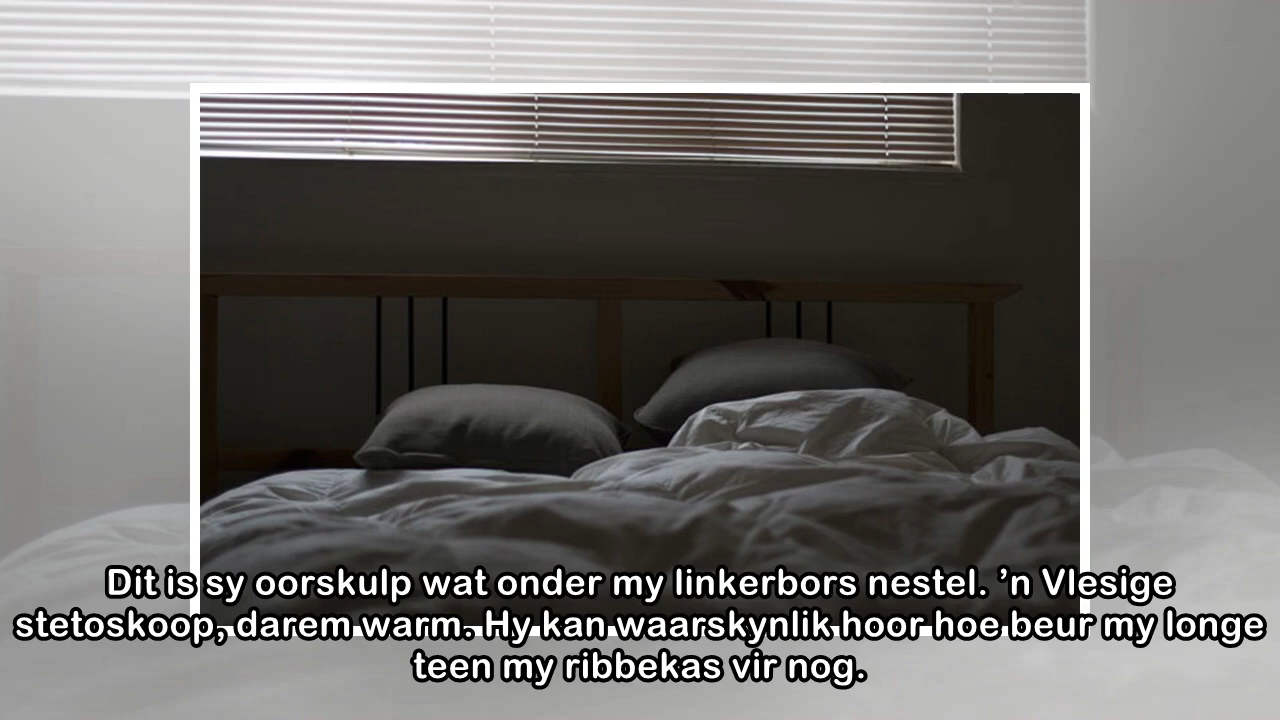 Dit is sy oorskulp wat onder my linkerbors nestel. ’n Vlesige
stetoskoop, darem warm. Hy kan waarskynlik hoor hoe beur my longe
teen my ribbekas vir nog.